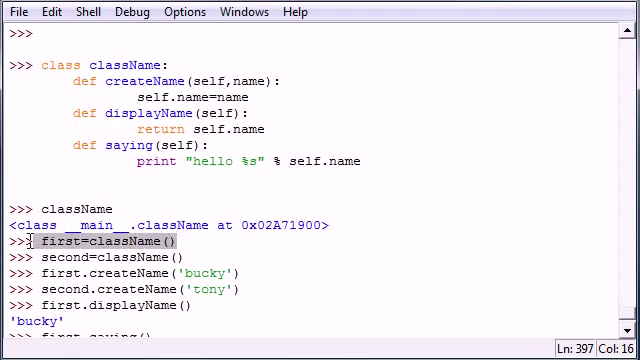 File Edit Shell Debug Options Windows Help
>>>
>>> class className:
        def createName(self,name):
                self.name=name
        def displayName(self):
                return self.name
        def saying(self):
                print "hello %s" % self.name
>>> className
<class __main__.className at 0x02A71900>
>>> first=className()
>>> second=className()
>>> first.createName('bucky')
>>> second.createName('tony')
>>> first.displayName()
'bucky'
>>> first.saying()
Ln: 397 Col: 16